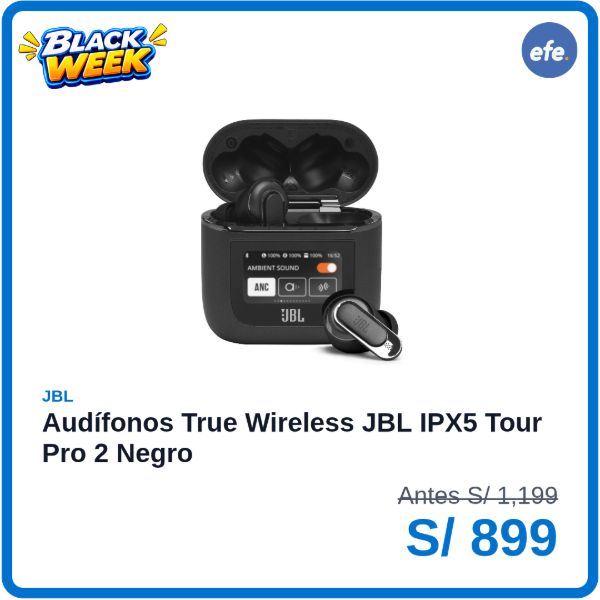 BLACK
WEEK
efe.
100% 100% 100% 16:52
AMBIENT SOUND
ANC
JBL
JBL
JBL
Audífonos True Wireless JBL IPX5 Tour
Pro 2 Negro
Antes S/ 1,199
S/ 899